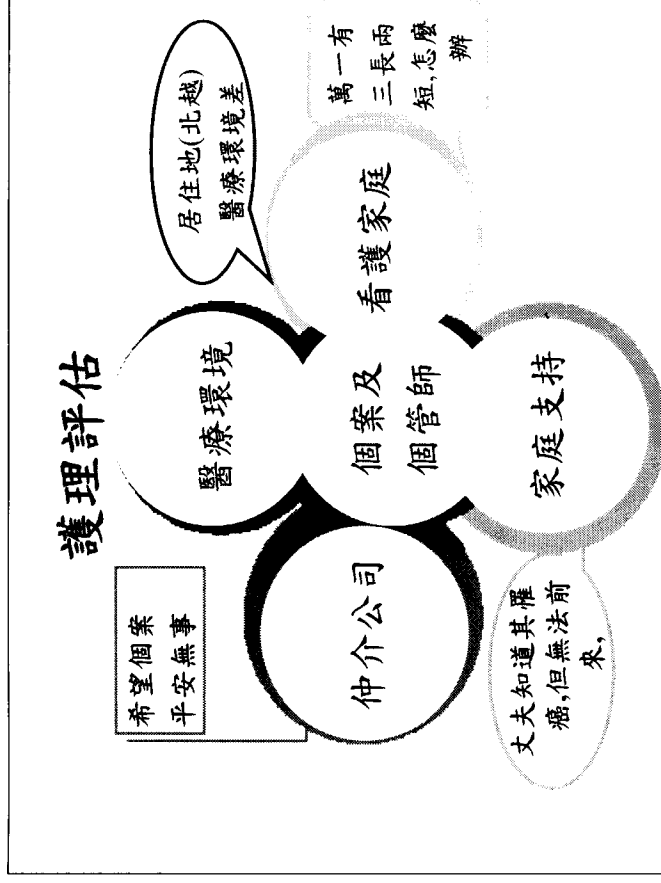 護理評估
希望個案
平安無事
醫療環境
居住地(北越)
醫療環境差
仲介公司
個案及
個管師
看護家庭
萬一有
三長兩
短,怎麼
辦
丈夫知道其罹
癌,但無法前
來,
家庭支持